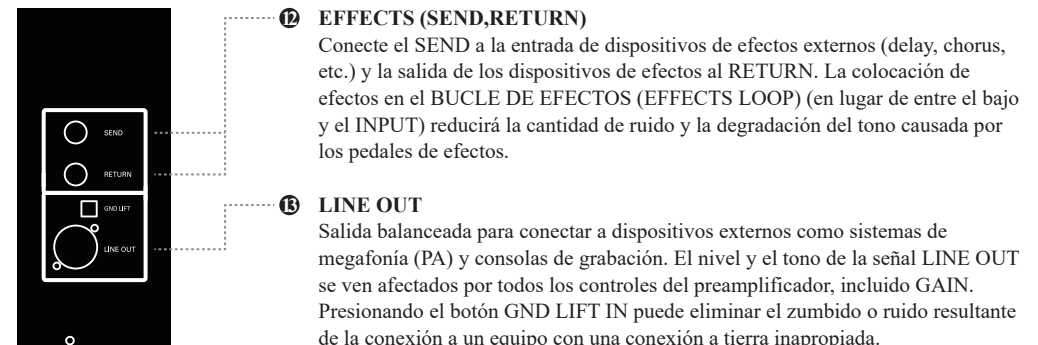 ⓬ EFFECTS (SEND,RETURN)
Conecte el SEND a la entrada de dispositivos de efectos externos (delay, chorus,
etc.) y la salida de los dispositivos de efectos al RETURN. La colocación de
efectos en el BUCLE DE EFECTOS (EFFECTS LOOP) (en lugar de entre el bajo
y el INPUT) reducirá la cantidad de ruido y la degradación del tono causada por
los pedales de efectos.
SEND
RETURN
GND LIFT
LINE OUT
⓭ LINE OUT
Salida balanceada para conectar a dispositivos externos como sistemas de
megafonía (PA) y consolas de grabación. El nivel y el tono de la señal LINE OUT
se ven afectados por todos los controles del preamplificador, incluido GAIN.
Presionando el botón GND LIFT IN puede eliminar el zumbido o ruido resultante
de la conexión a un equipo con una conexión a tierra inapropiada.